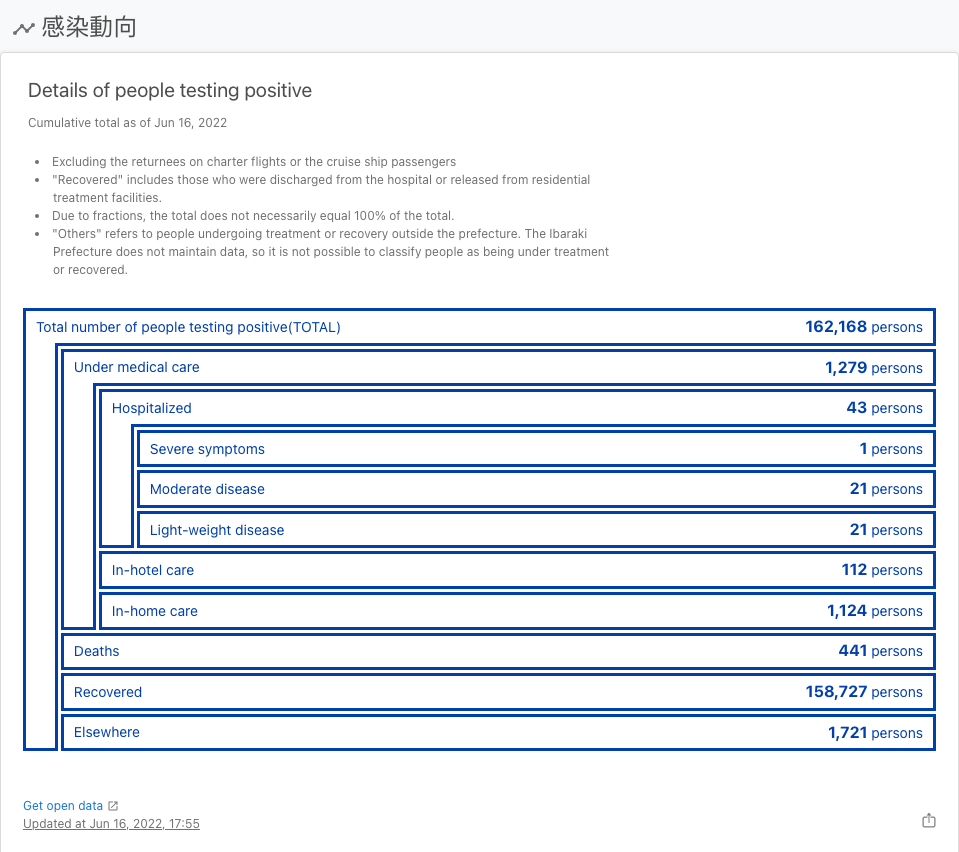 感染動向
Details of people testing positive
Cumulative total as of Jun 16, 2022
• Excluding the returnees on charter flights or the cruise ship passengers
• "Recovered" includes those who were discharged from the hospital or released from residential
treatment facilities.
• Due to fractions, the total does not necessarily equal 100% of the total.
• "Others" refers to people undergoing treatment or recovery outside the prefecture. The Ibaraki
Prefecture does not maintain data, so it is not possible to classify people as being under treatment
or recovered.
Total number of people testing positive(TOTAL) 162,168 persons
Under medical care 1,279 persons
Hospitalized 43 persons
Severe symptoms 1 persons
Moderate disease 21 persons
Light-weight disease 21 persons
In-hotel care 112 persons
In-home care 1,124 persons
Deaths 441 persons
Recovered 158,727 persons
Elsewhere 1,721 persons
Get open data
Updated at Jun 16, 2022, 17:55